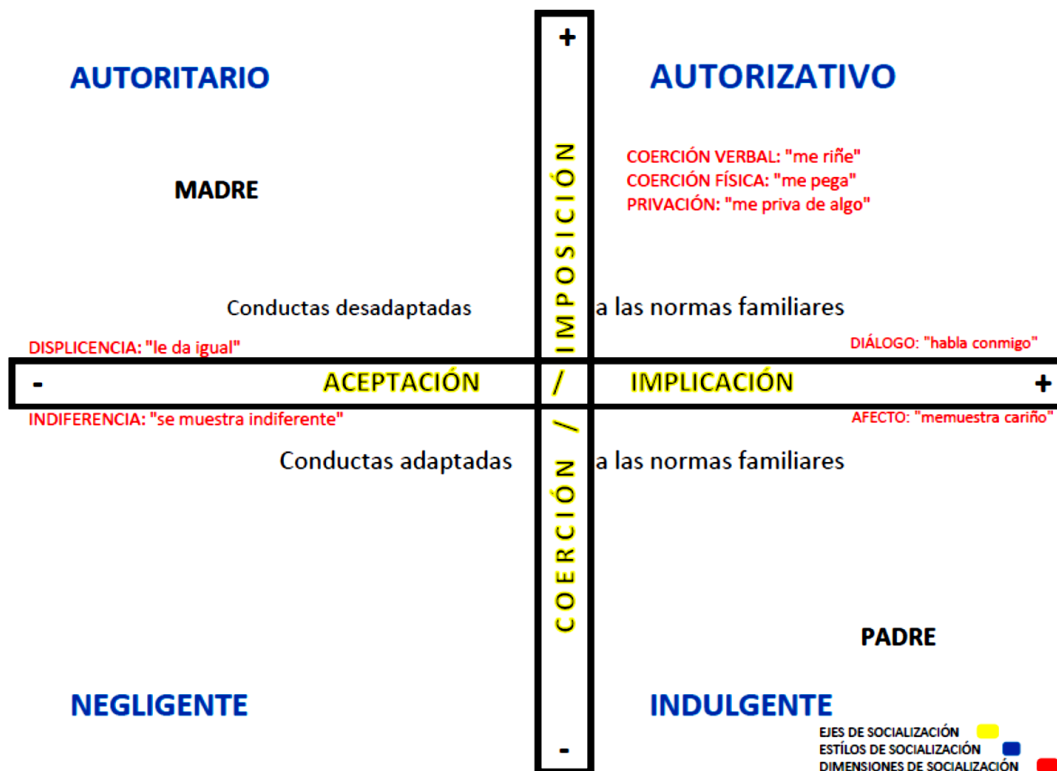 +
AUTORITARIO
AUTORIZATIVO
COERCIÓN VERBAL: "me riñe"
COERCIÓN FÍSICA: "me pega"
PRIVACIÓN: "me priva de algo"
MADRE
Conductas desadaptadas a las normas familiares
DISPLICENCIA: "le da igual"
DIÁLOGO: "habla conmigo"
- ACEPTACIÓN / IMPLICACIÓN +
COERCIÓN / IMPOSICIÓN
INDIFERENCIA: "se muestra indiferente"
AFECTO: "memuestra cariño"
Conductas adaptadas a las normas familiares
PADRE
NEGLIGENTE
INDULGENTE
-
EJES DE SOCIALIZACIÓN
ESTÍLOS DE SOCIALIZACIÓN
DIMENSIONES DE SOCIALIZACIÓN